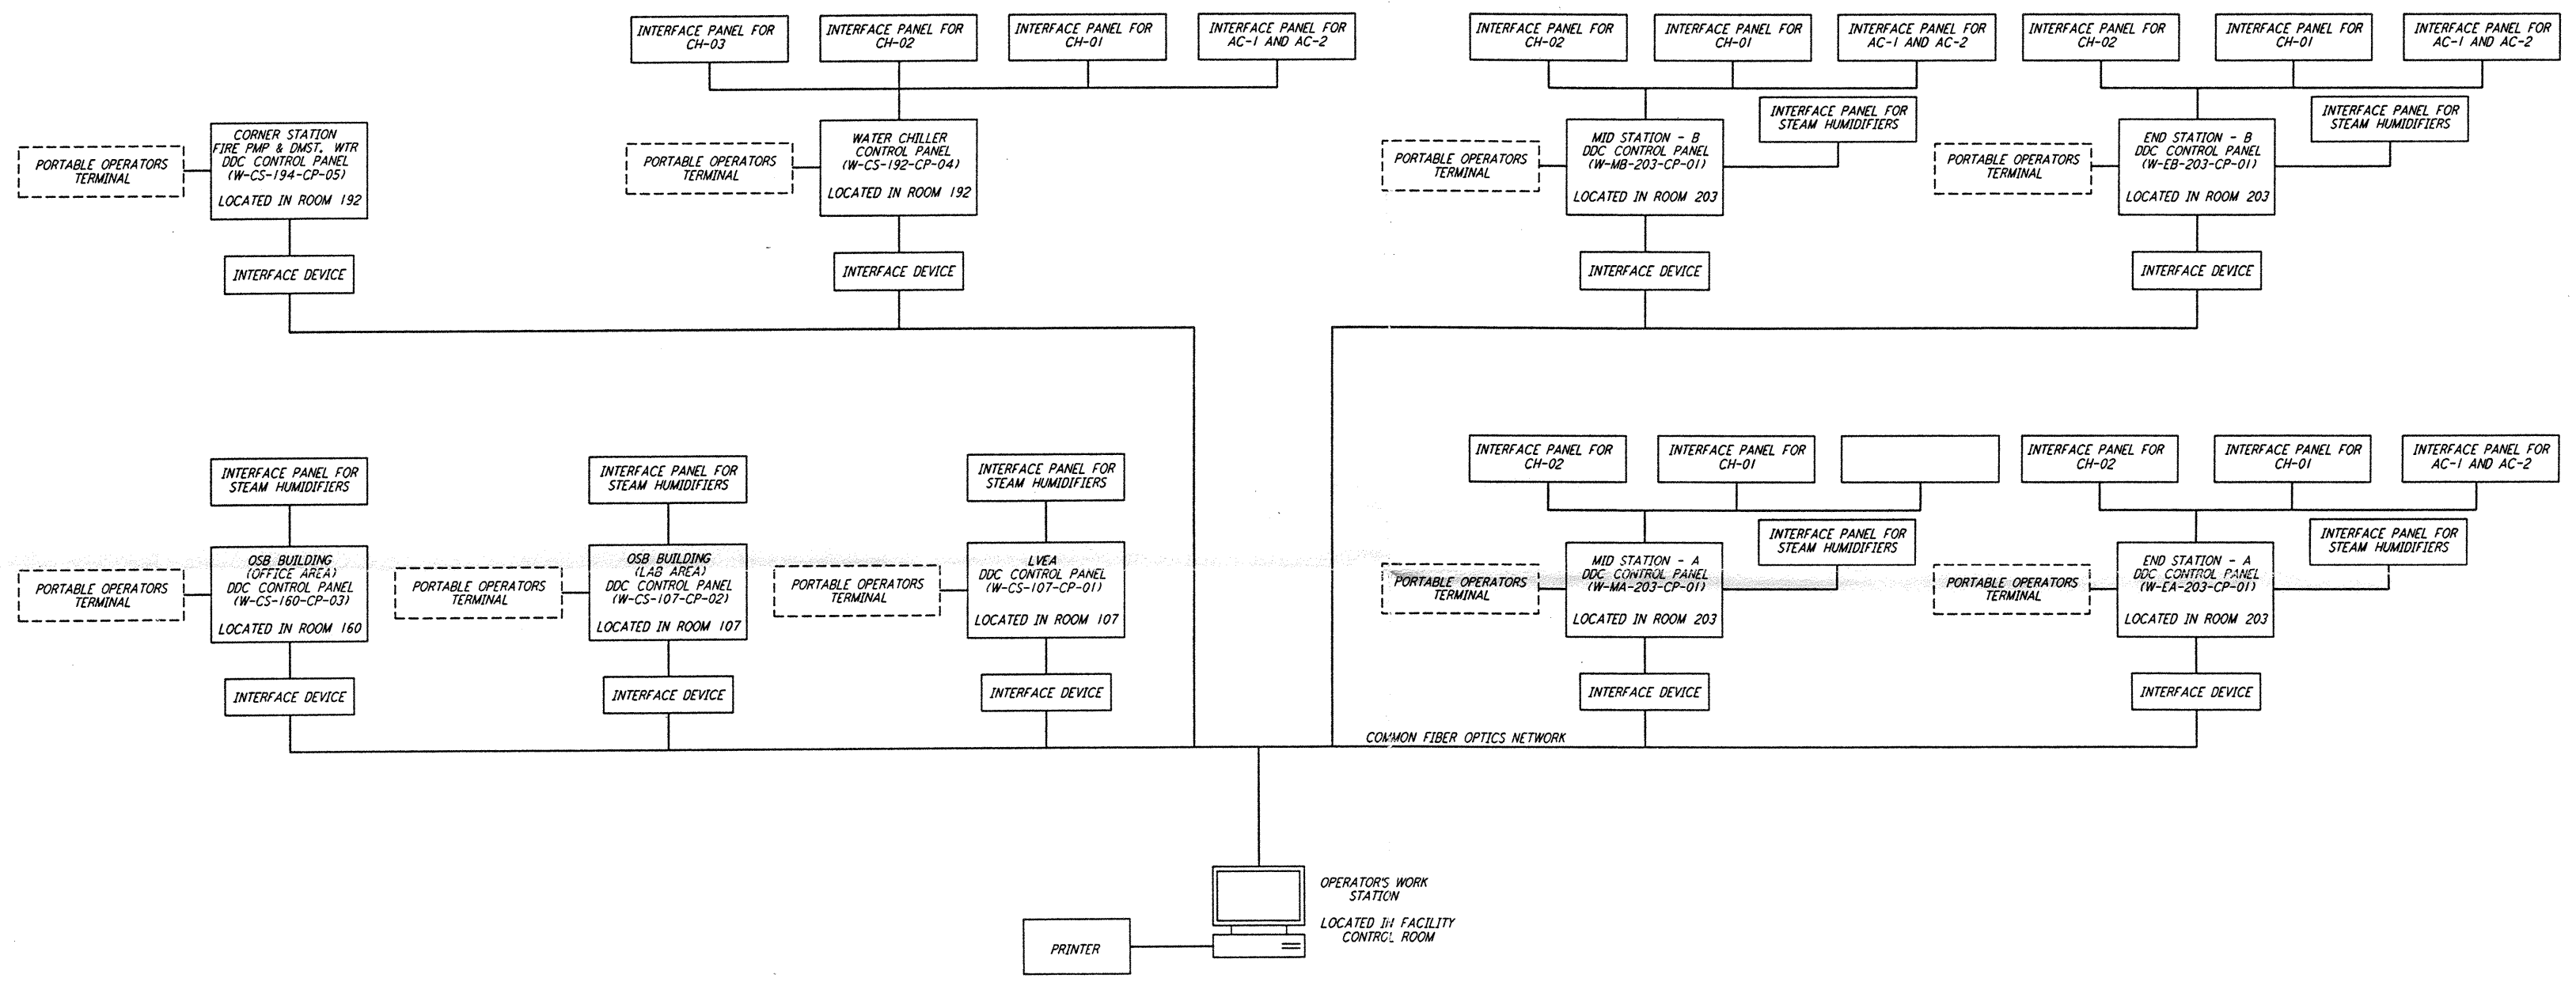 INTERFACE PANEL FOR
CH-03
INTERFACE PANEL FOR
CH-02
INTERFACE PANEL FOR
CH-01
INTERFACE PANEL FOR
AC-1 AND AC-2
INTERFACE PANEL FOR
CH-02
INTERFACE PANEL FOR
CH-01
INTERFACE PANEL FOR
AC-1 AND AC-2
INTERFACE PANEL FOR
CH-02
INTERFACE PANEL FOR
CH-01
INTERFACE PANEL FOR
AC-1 AND AC-2
PORTABLE OPERATORS
TERMINAL
CORNER STATION
FIRE PMP & DMST. WTR
DDC CONTROL PANEL
(W-CS-194-CP-05)
LOCATED IN ROOM 192
PORTABLE OPERATORS
TERMINAL
WATER CHILLER
CONTROL PANEL
(W-CS-192-CP-04)
LOCATED IN ROOM 192
PORTABLE OPERATORS
TERMINAL
MID STATION - B
DDC CONTROL PANEL
(W-MB-203-CP-01)
LOCATED IN ROOM 203
INTERFACE PANEL FOR
STEAM HUMIDIFIERS
PORTABLE OPERATORS
TERMINAL
END STATION - B
DDC CONTROL PANEL
(W-EB-203-CP-01)
LOCATED IN ROOM 203
INTERFACE PANEL FOR
STEAM HUMIDIFIERS
INTERFACE DEVICE
INTERFACE DEVICE
INTERFACE DEVICE
INTERFACE DEVICE
INTERFACE PANEL FOR
STEAM HUMIDIFIERS
INTERFACE PANEL FOR
STEAM HUMIDIFIERS
INTERFACE PANEL FOR
STEAM HUMIDIFIERS
INTERFACE PANEL FOR
CH-02
INTERFACE PANEL FOR
CH-01
INTERFACE PANEL FOR
CH-02
INTERFACE PANEL FOR
CH-01
INTERFACE PANEL FOR
AC-1 AND AC-2
PORTABLE OPERATORS
TERMINAL
OSB BUILDING
(OFFICE AREA)
DDC CONTROL PANEL
(W-CS-160-CP-03)
LOCATED IN ROOM 160
PORTABLE OPERATORS
TERMINAL
OSB BUILDING
(LAB AREA)
DDC CONTROL PANEL
(W-CS-107-CP-02)
LOCATED IN ROOM 107
PORTABLE OPERATORS
TERMINAL
LVEA
DDC CONTROL PANEL
(W-CS-107-CP-01)
LOCATED IN ROOM 107
PORTABLE OPERATORS
TERMINAL
MID STATION - A
DDC CONTROL PANEL
(W-MA-203-CP-01)
LOCATED IN ROOM 203
INTERFACE PANEL FOR
STEAM HUMIDIFIERS
PORTABLE OPERATORS
TERMINAL
END STATION - A
DDC CONTROL PANEL
(W-EA-203-CP-01)
LOCATED IN ROOM 203
INTERFACE PANEL FOR
STEAM HUMIDIFIERS
INTERFACE DEVICE
INTERFACE DEVICE
INTERFACE DEVICE
INTERFACE DEVICE
INTERFACE DEVICE
COMMON FIBER OPTICS NETWORK
OPERATOR'S WORK
STATION
LOCATED IN FACILITY
CONTROL ROOM
PRINTER